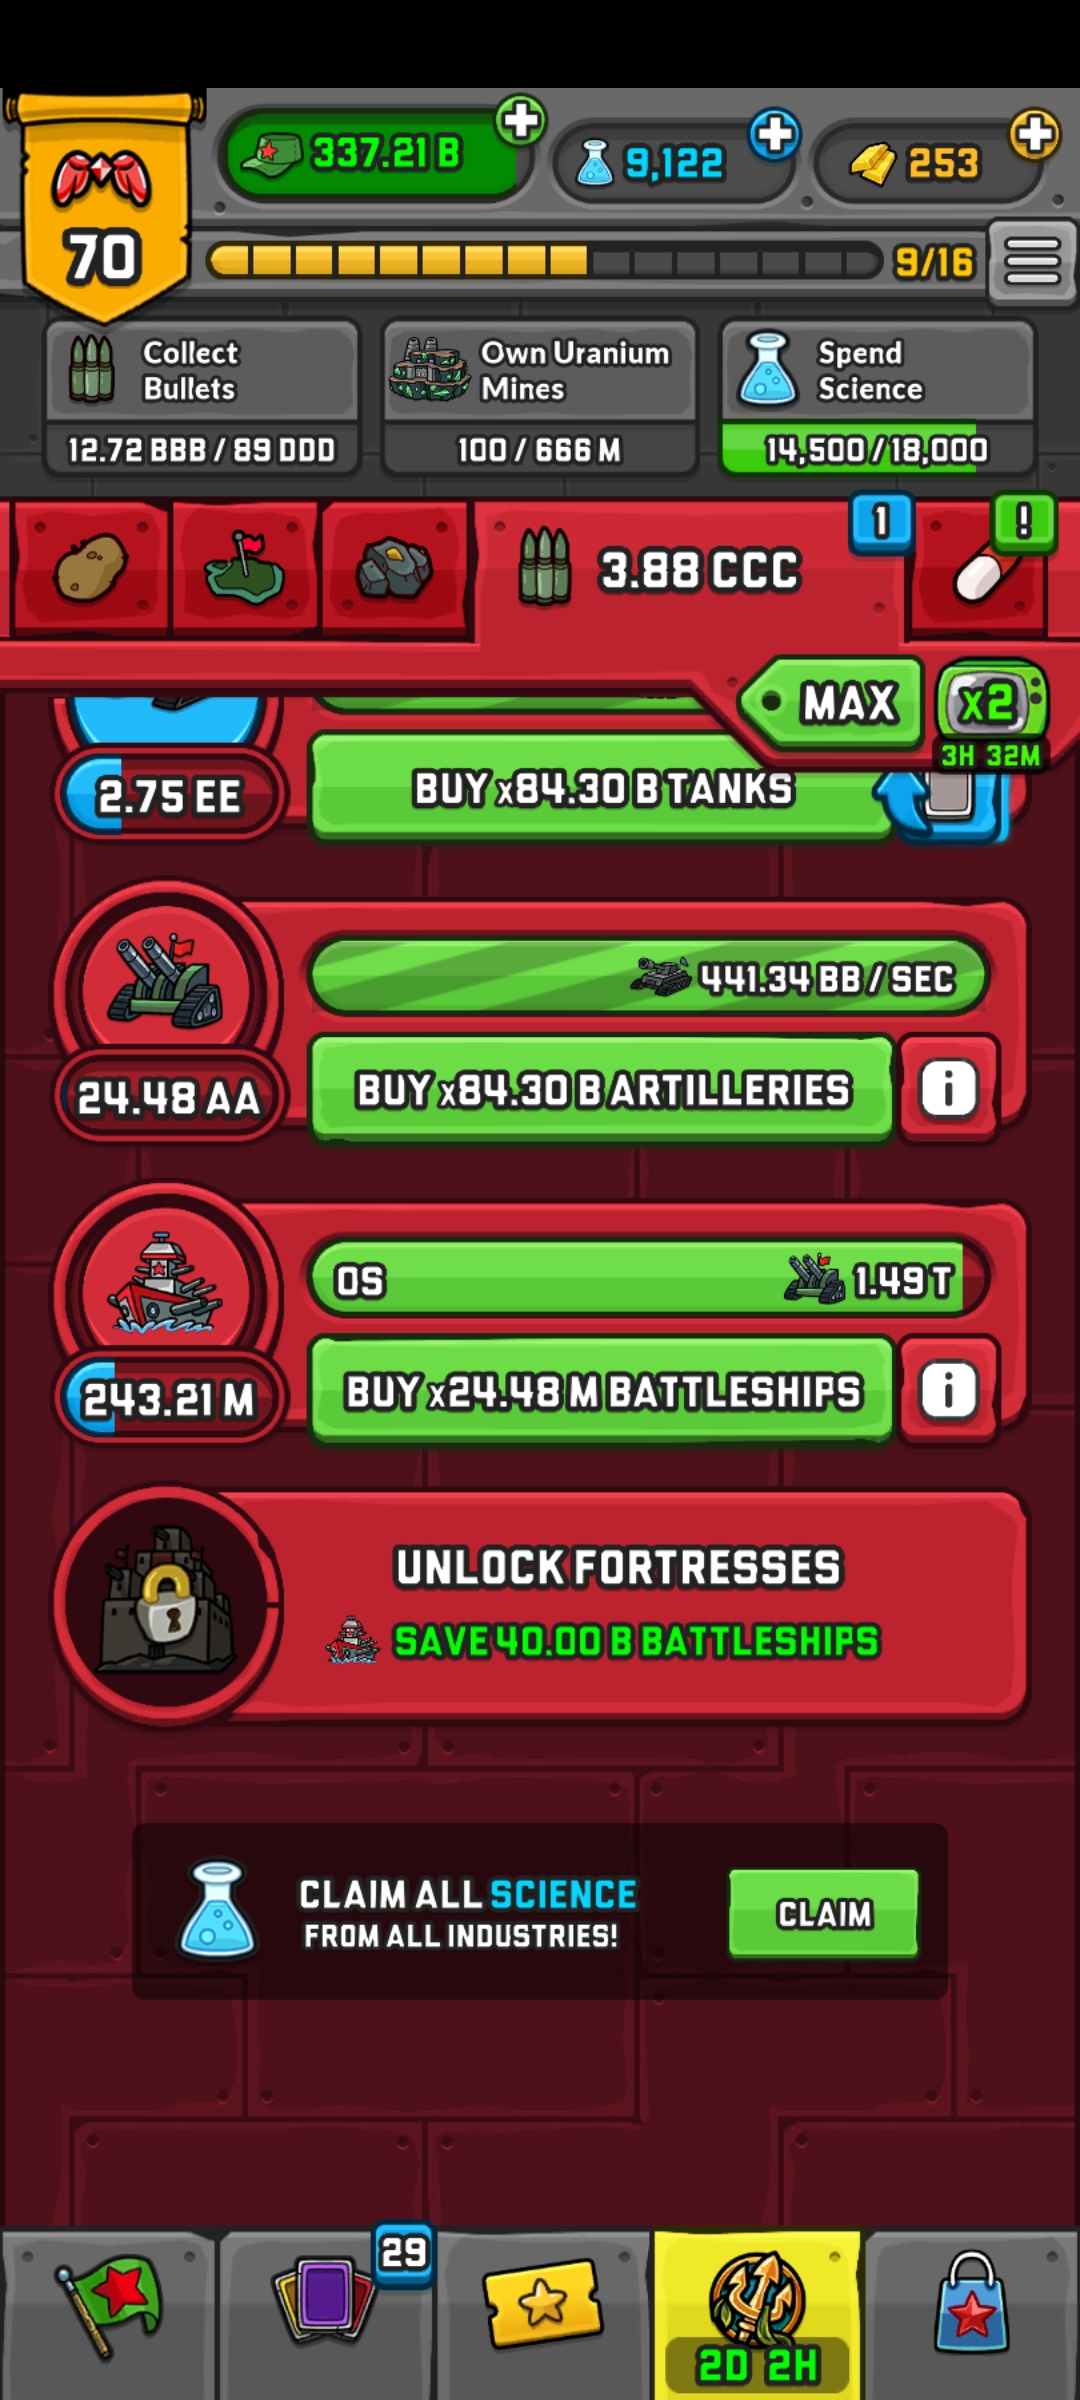 337.21 B
9,122
253
70
9/16
Collect
Bullets
12.72 BBB / 89 DDD
Own Uranium
Mines
100 / 666 M
Spend
Science
14,500/18,000
3.88 CCC
1
!
MAX
x2
3H 32M
2.75 EE
BUY x84.30 B TANKS
441.34 BB / SEC
24.48 AA
BUY x84.30 B ARTILLERIES
i
0S
1.49 T
243.21 M
BUY x24.48 M BATTLESHIPS
i
UNLOCK FORTRESSES
SAVE 40.00 B BATTLESHIPS
CLAIM ALL SCIENCE
FROM ALL INDUSTRIES!
CLAIM
29
2D 2H